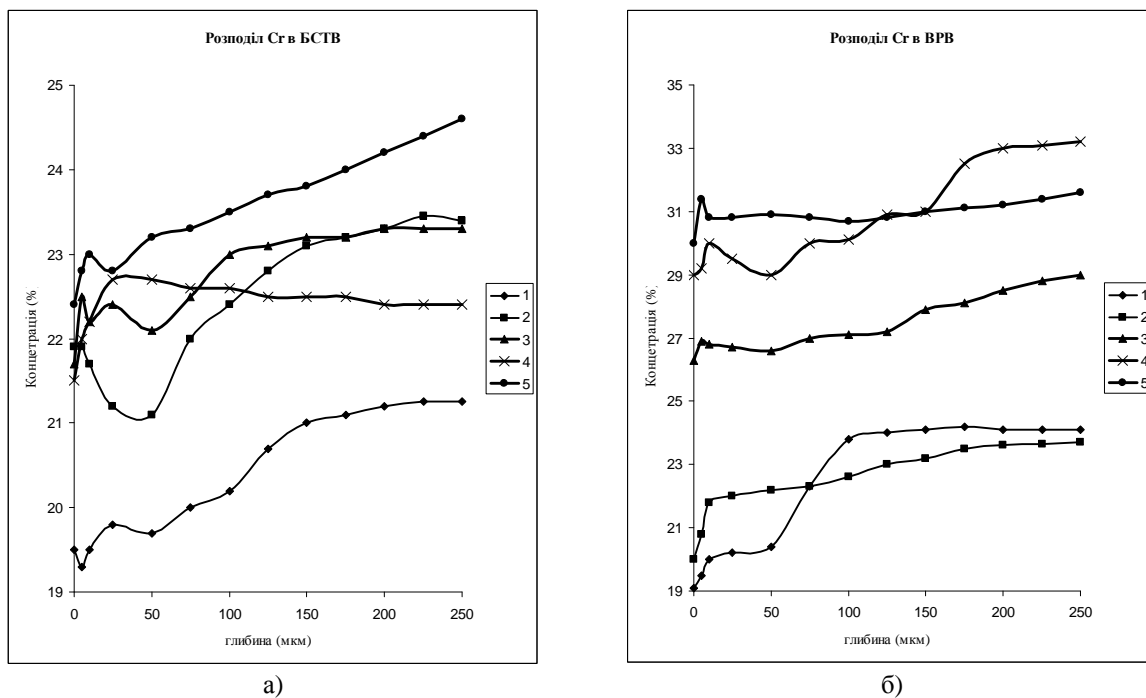 Розподіл Cr в БСТВ
25
24
23
22
21
20
19
0 50 100 150 200 250
Концетрація (%)
глибина (мкм)
1
2
3
4
5
а)
Розподіл Cr в ВРВ
35
33
31
29
27
25
23
21
19
0 50 100 150 200 250
Концетрація (%)
глибина (мкм)
1
2
3
4
5
б)